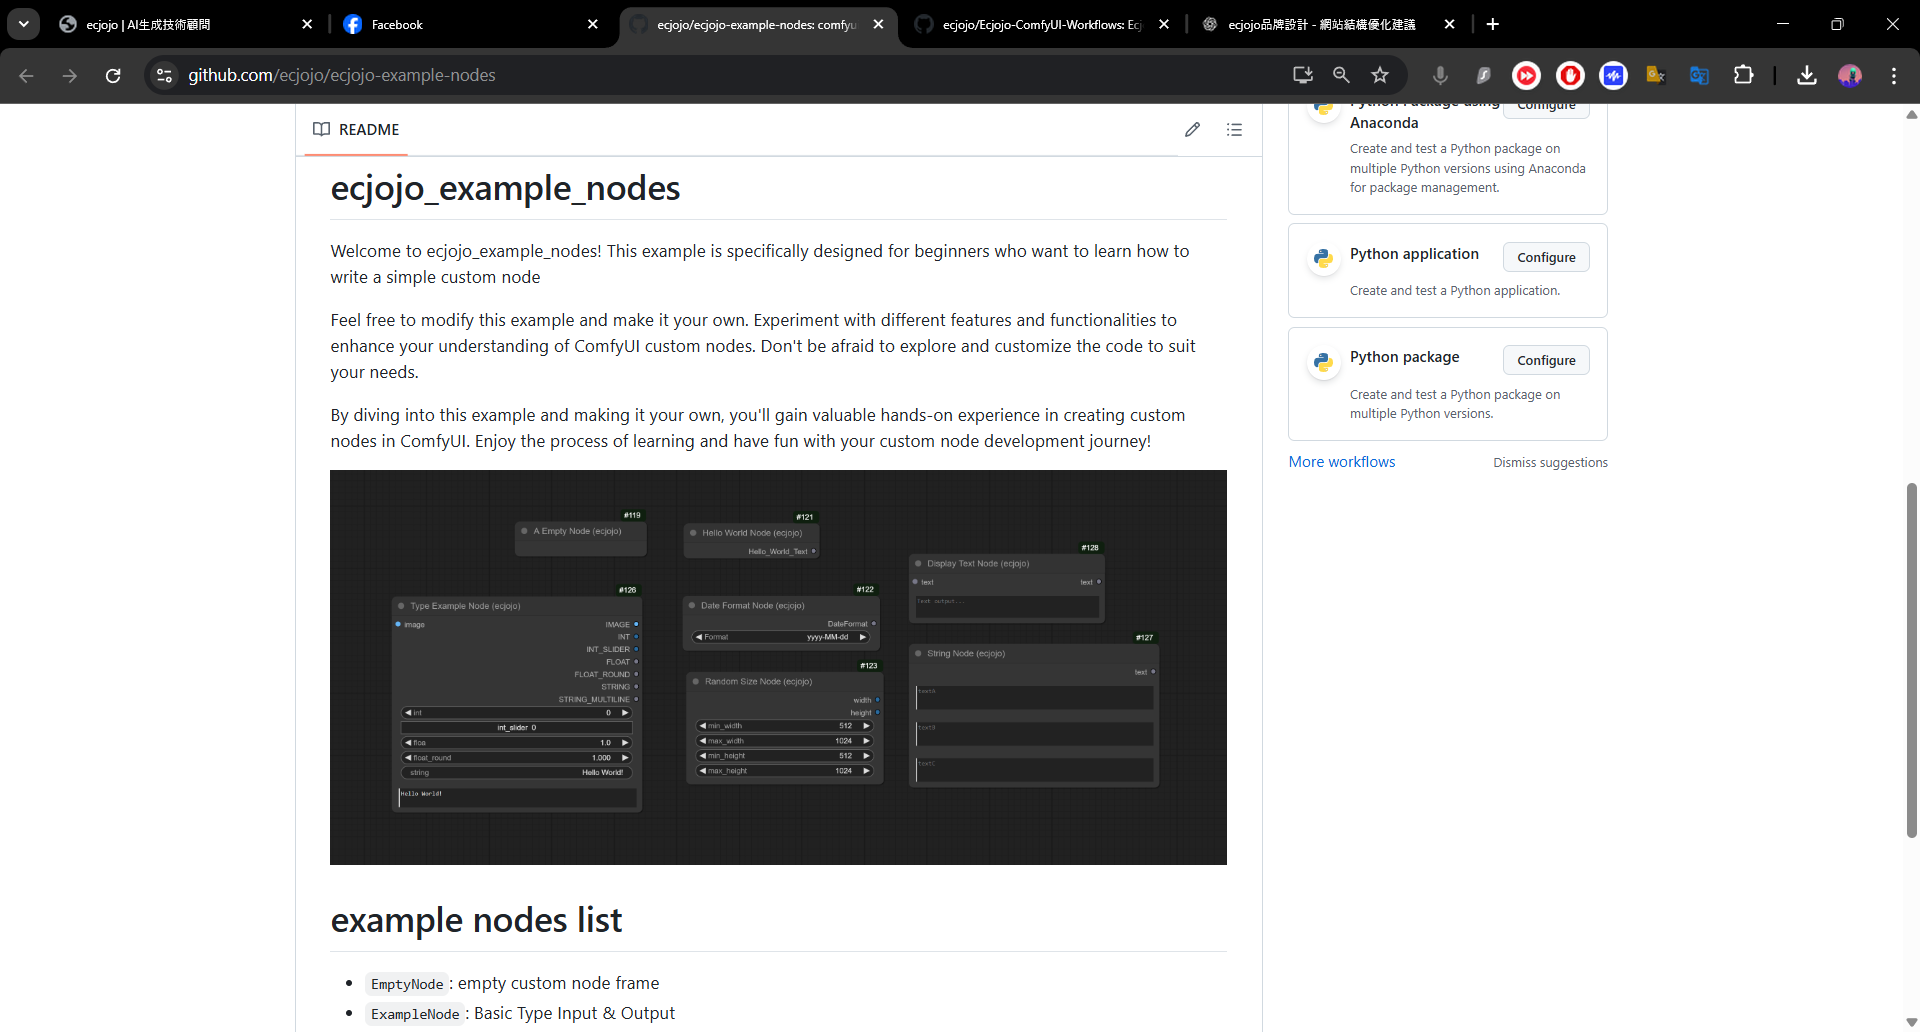 ecjojo | AI生成技術顧問
Facebook
ecjojo/ecjojo-example-nodes: comfyu
ecjojo/Ecjojo-ComfyUI-Workflows: Ec
ecjojo品牌設計 - 網站結構優化建議
github.com/ecjojo/ecjojo-example-nodes
README
ecjojo_example_nodes
Welcome to ecjojo_example_nodes! This example is specifically designed for beginners who want to learn how to
write a simple custom node
Feel free to modify this example and make it your own. Experiment with different features and functionalities to
enhance your understanding of ComfyUI custom nodes. Don't be afraid to explore and customize the code to suit
your needs.
By diving into this example and making it your own, you'll gain valuable hands-on experience in creating custom
nodes in ComfyUI. Enjoy the process of learning and have fun with your custom node development journey!
#119
A Empty Node (ecjojo)
#121
Hello World Node (ecjojo)
Hello_World_Text
#128
Display Text Node (ecjojo)
text
text
Text output...
#126
Type Example Node (ecjojo)
image
IMAGE
INT
INT_SLIDER
FLOAT
FLOAT_ROUND
STRING
STRING_MULTILINE
int
0
int_slider 0
floa
1.0
float_round
1.000
string
Hello World!
Hello World!
#122
Date Format Node (ecjojo)
DateFormat
Format
yyyy-MM-dd
#123
Random Size Node (ecjojo)
width
height
min_width
512
max_width
1024
min_height
512
max_height
1024
#127
String Node (ecjojo)
text
textA
textB
textC
example nodes list
EmptyNode : empty custom node frame
ExampleNode : Basic Type Input & Output
Python Package using
Anaconda
Configure
Create and test a Python package on
multiple Python versions using Anaconda
for package management.
Python application
Configure
Create and test a Python application.
Python package
Configure
Create and test a Python package on
multiple Python versions.
More workflows
Dismiss suggestions